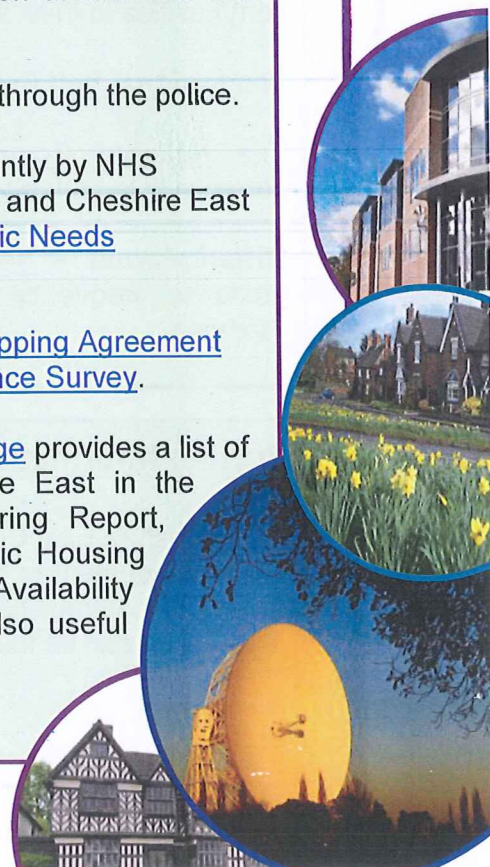 through the police.
ntly by NHS
and Cheshire East
ic Needs
pping Agreement
nce Survey.
ge provides a list of
e East in the
ring Report,
ic Housing
Availability
lso useful